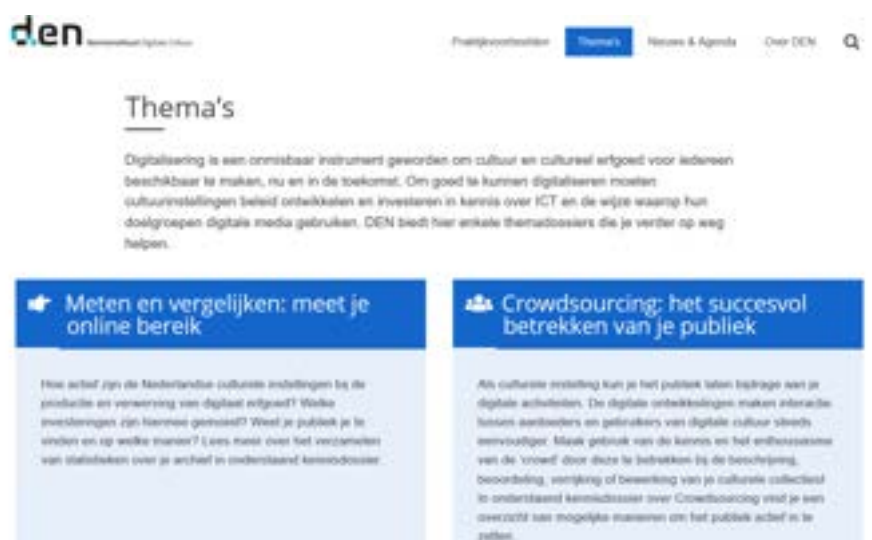 den
Kennisinstituut Digitale Cultuur
Praktijkvoorbeelden Thema's Nieuws & Agenda Over DEN
Thema's
Digitalisering is een onmisbaar instrument geworden om cultuur en cultureel erfgoed voor iedereen
beschikbaar te maken, nu en in de toekomst. Om goed te kunnen digitaliseren moeten
cultuurinstellingen beleid ontwikkelen en investeren in kennis over ICT en de wijze waarop hun
doelgroepen digitale media gebruiken. DEN biedt hier enkele themadossiers die je verder op weg
helpen.
Meten en vergelijken: meet je
online bereik
Hoe actief zijn de Nederlandse culturele instellingen bij de
productie en verwerving van digitaal erfgoed? Welke
investeringen zijn hiermee gemoeid? Weet je publiek je te
vinden en op welke manier? Lees meer over het verzamelen
van statistieken over je archief in onderstaand kennisdossier.
Crowdsourcing: het succesvol
betrekken van je publiek
Als culturele instelling kun je het publiek laten bijdrage aan je
digitale activiteiten. De digitale ontwikkelingen maken interactie
tussen aanbieders en gebruikers van digitale cultuur steeds
eenvoudiger. Maak gebruik van de kennis en het enthousiasme
van de 'crowd' door deze te betrekken bij de beschrijving,
beoordeling, verrijking of bewerking van je culturele collecties!
In onderstaand kennisdossier over Crowdsourcing vind je een
overzicht van mogelijke manieren om het publiek actief in te
zetten.